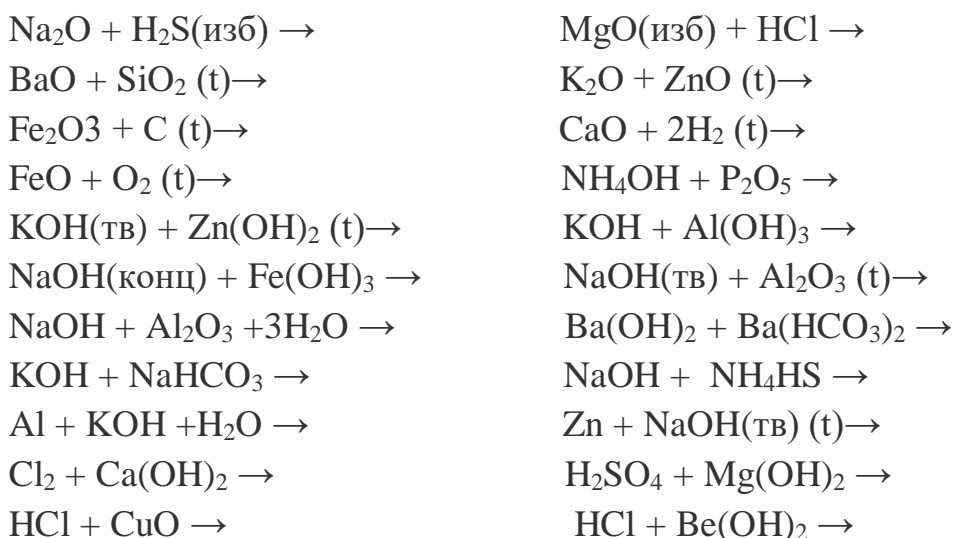 Na₂O + H₂S(изб) → MgO(изб) + HCl →
BaO + SiO₂ (t)→ K₂O + ZnO (t)→
Fe₂O3 + C (t)→ CaO + 2H₂ (t)→
FeO + O₂ (t)→ NH₄OH + P₂O₅ →
KOH(тв) + Zn(OH)₂ (t)→ KOH + Al(OH)₃ →
NaOH(конц) + Fe(OH)₃ → NaOH(тв) + Al₂O₃ (t)→
NaOH + Al₂O₃ +3H₂O → Ba(OH)₂ + Ba(HCO₃)₂ →
KOH + NaHCO₃ → NaOH + NH₄HS →
Al + KOH +H₂O → Zn + NaOH(тв) (t)→
Cl₂ + Ca(OH)₂ → H₂SO₄ + Mg(OH)₂ →
HCl + CuO → HCl + Be(OH)₂ →